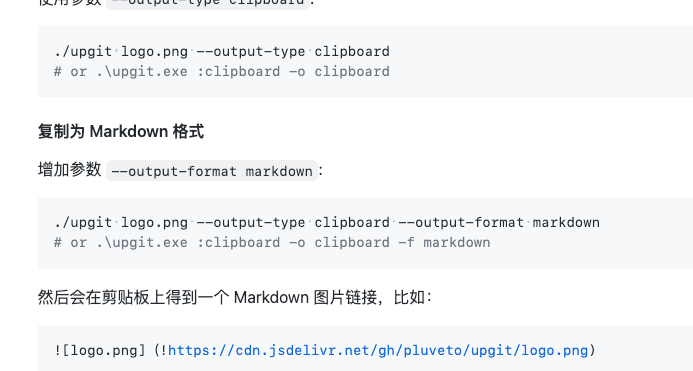 使用参数 --output-type clipboard：
./upgit logo.png --output-type clipboard
# or .\upgit.exe :clipboard -o clipboard
复制为 Markdown 格式
增加参数 --output-format markdown：
./upgit logo.png --output-type clipboard --output-format markdown
# or .\upgit.exe :clipboard -o clipboard -f markdown
然后会在剪贴板上得到一个 Markdown 图片链接，比如：
![logo.png] (!https://cdn.jsdelivr.net/gh/pluveto/upgit/logo.png)